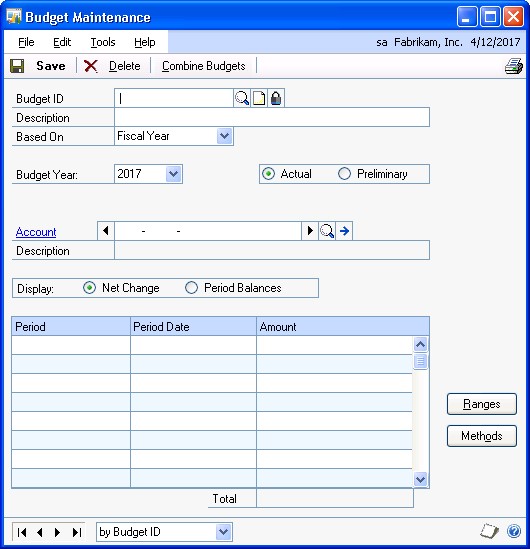 Budget Maintenance
File Edit Tools Help sa Fabrikam, Inc. 4/12/2017
Save Delete Combine Budgets
Budget ID
Description
Based On Fiscal Year
Budget Year: 2017 Actual Preliminary
Account - -
Description
Display: Net Change Period Balances
Period Period Date Amount
Ranges
Methods
Total
by Budget ID